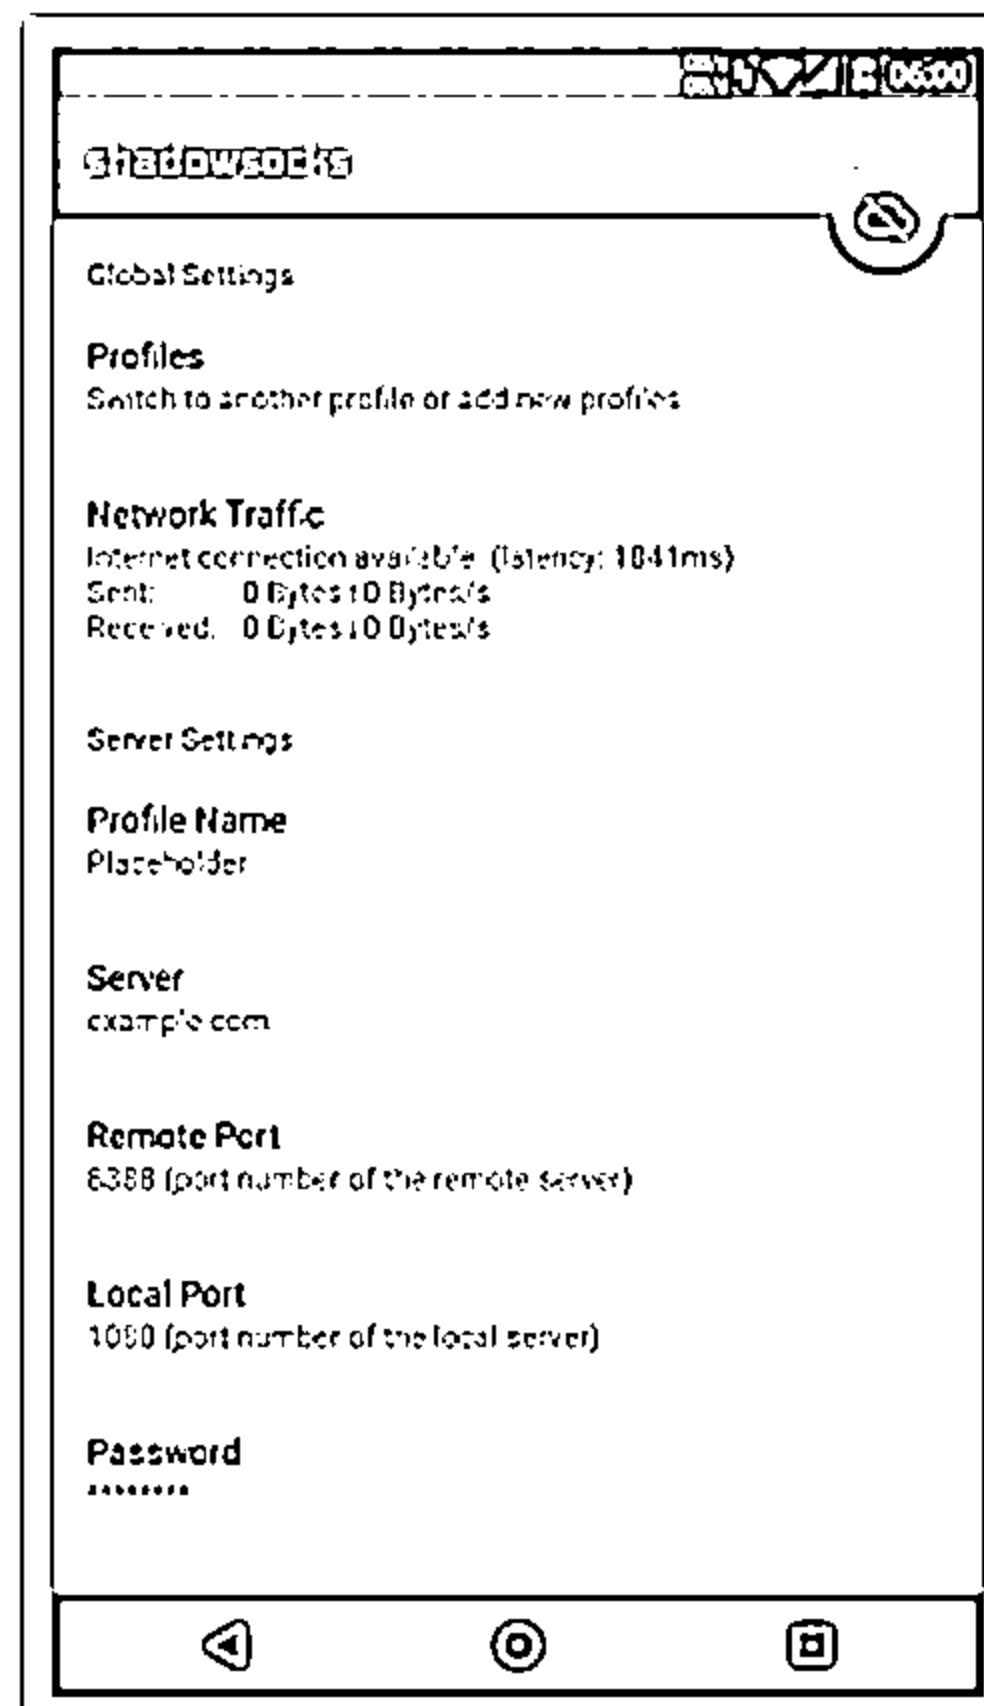 06:00
shadowsocks
Global Settings
Profiles
Switch to another profile or add new profiles
Network Traffic
Internet connection available (latency: 1041ms)
Sent: 0 Bytes 0 Bytes/s
Received: 0 Bytes 0 Bytes/s
Server Settings
Profile Name
Placeholder
Server
example.com
Remote Port
8388 (port number of the remote server)
Local Port
1080 (port number of the local server)
Password
••••••••